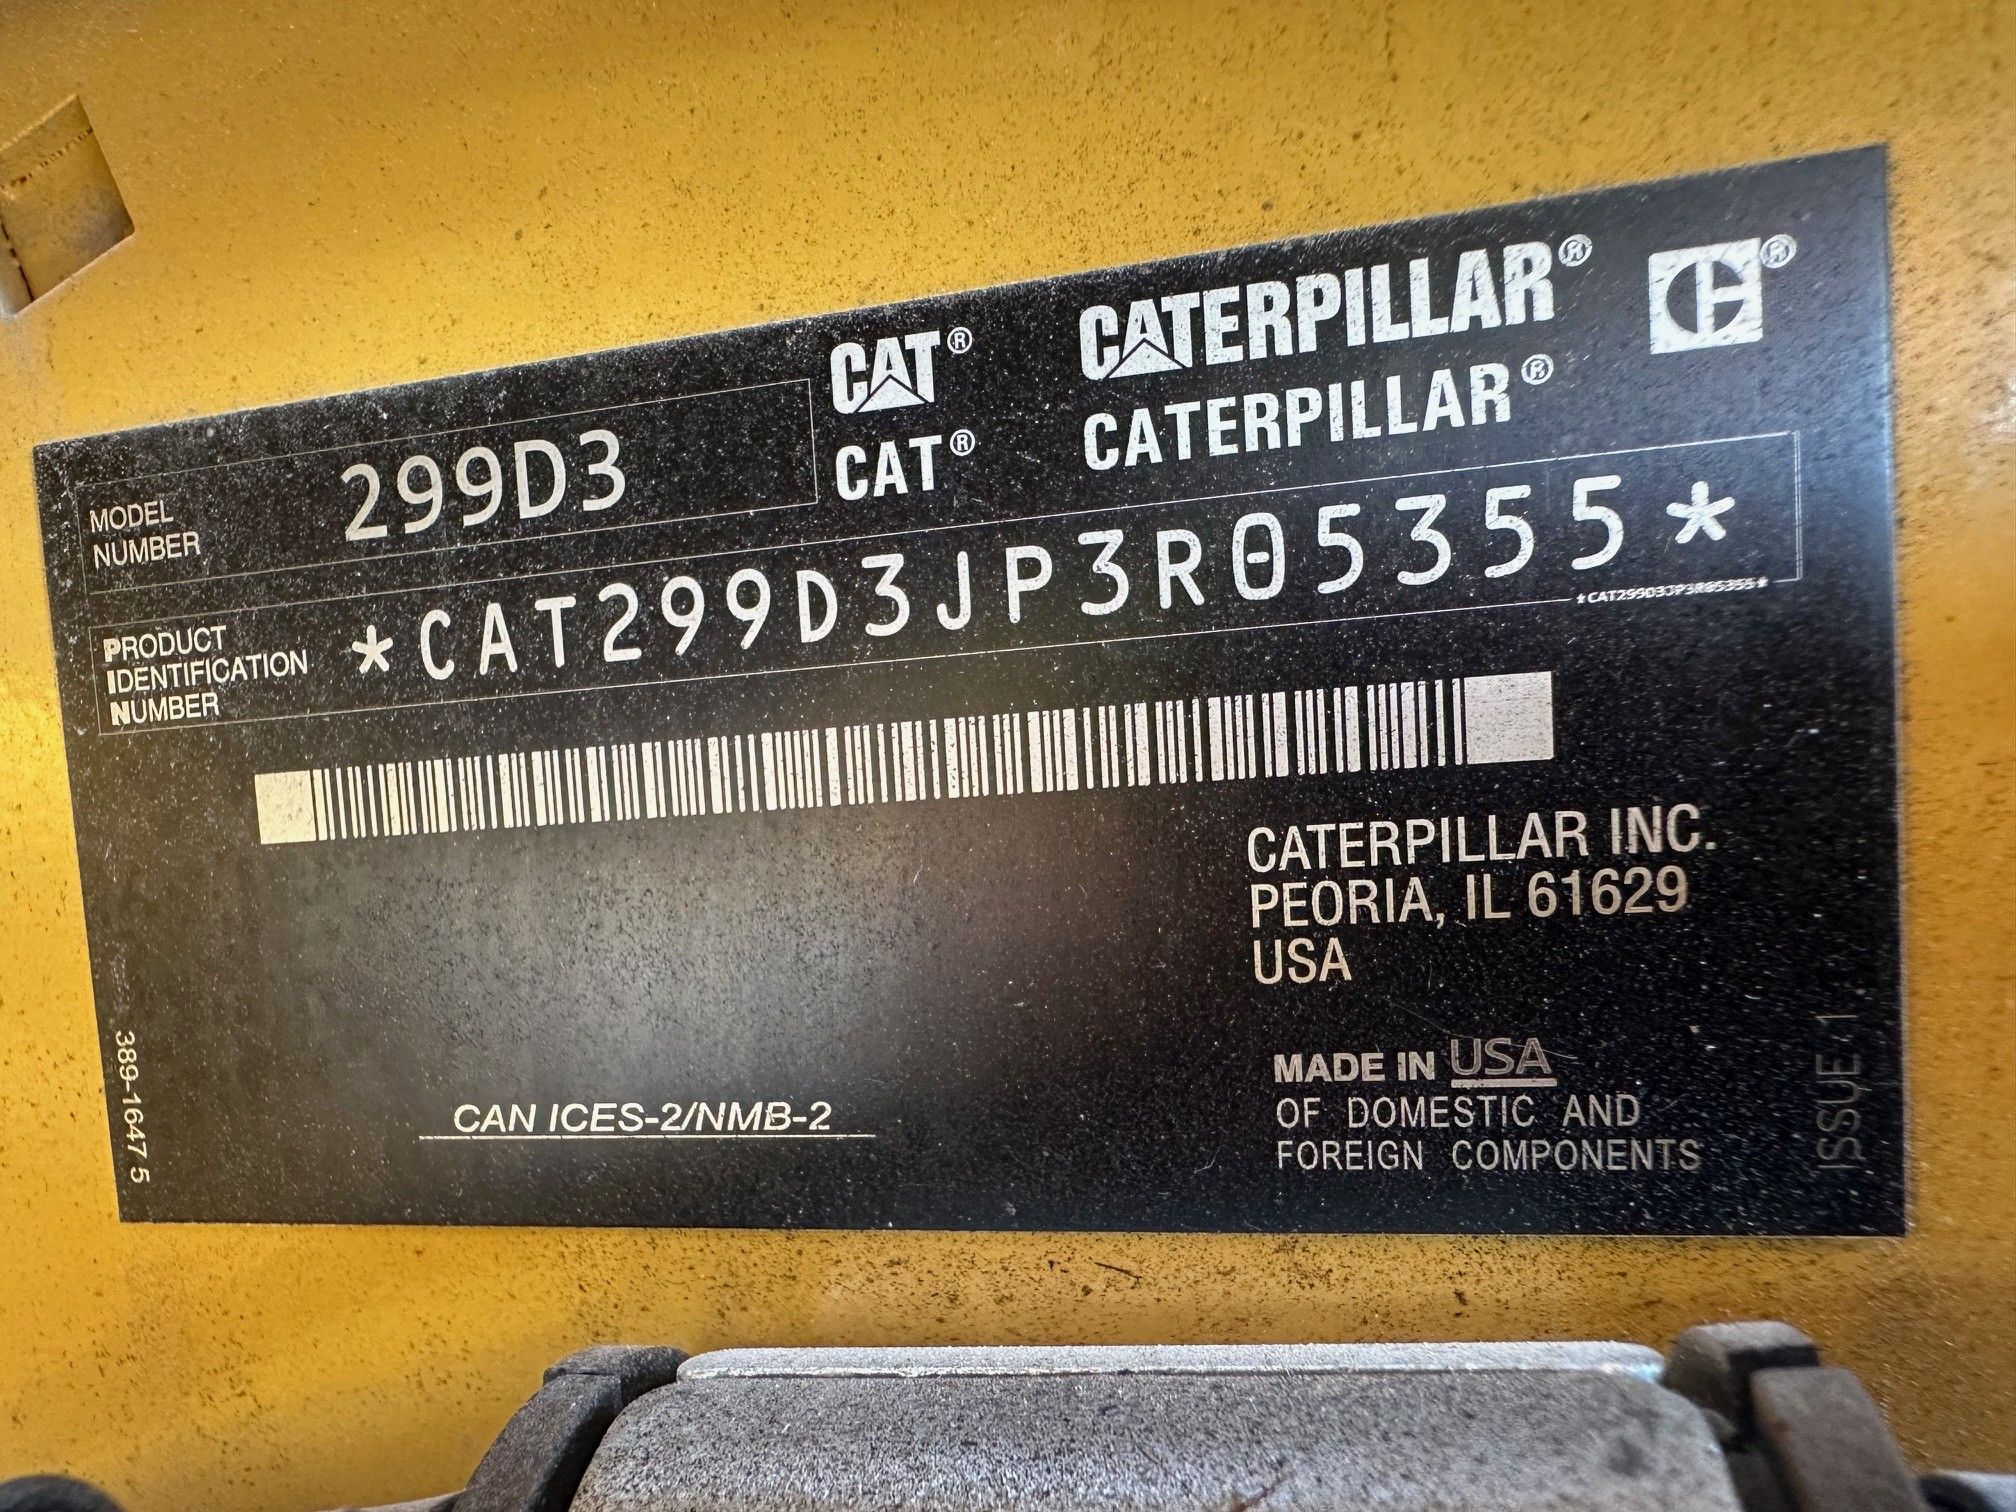 CAT® CATERPILLAR®
CAT® CATERPILLAR®
MODEL NUMBER 299D3
PRODUCT IDENTIFICATION NUMBER *CAT299D3JP3R05355*
*CAT299D3JP3R05355*
CATERPILLAR INC.
PEORIA, IL 61629
USA
MADE IN USA
OF DOMESTIC AND
FOREIGN COMPONENTS
CAN ICES-2/NMB-2
389-1647 5
ISSUE 1